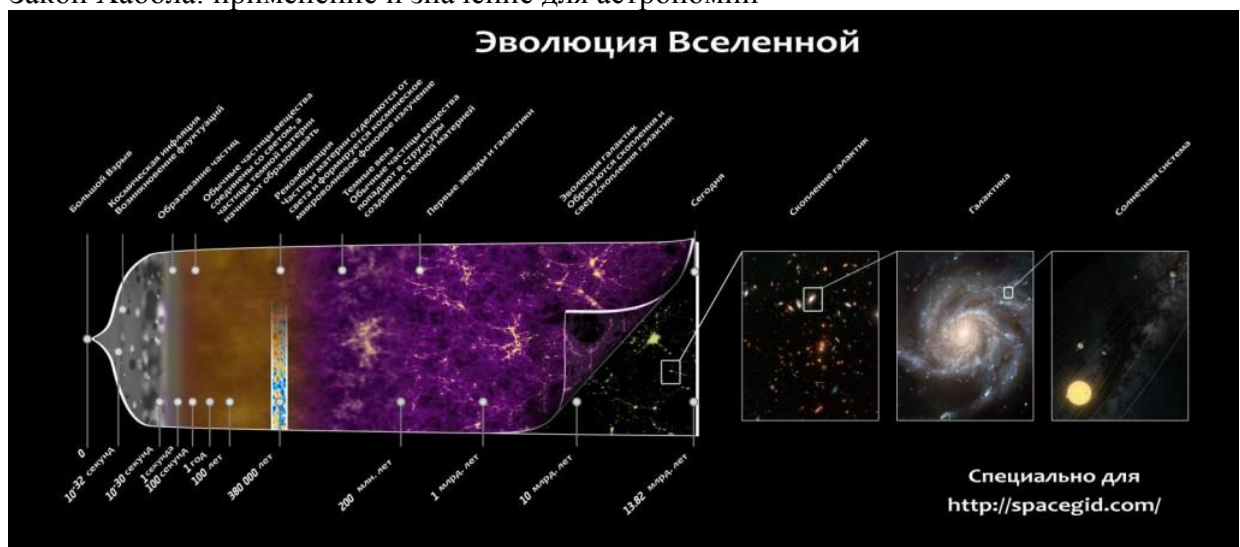 Закон Хаббла: применение и значение для астрономии
Эволюция Вселенной
Большой Взрыв
Космическая инфляция
Возникновение флуктуаций
Образование частиц
Обычные частицы вещества
соединены со светом, а
частицы темной материи
начинают образовывать
Рекомбинация
Частицы материи отделяются от
света и формируется космическое
микроволновое фоновое излучение
Темные века
Обычные частицы вещества
попадают в структуры
созданные темной материей
Первые звезды и галактики
Эволюция галактик
Образуются скопления и
сверхскопления галактик
Сегодня
Скопление галактик
Галактика
Солнечная система
0
10-32 секунд
10-30 секунд
1 секунда
100 секунд
1 год
100 лет
380 000 лет
200 млн. лет
1 млрд. лет
10 млрд. лет
13.82 млрд. лет
Специально для
http://spacegid.com/